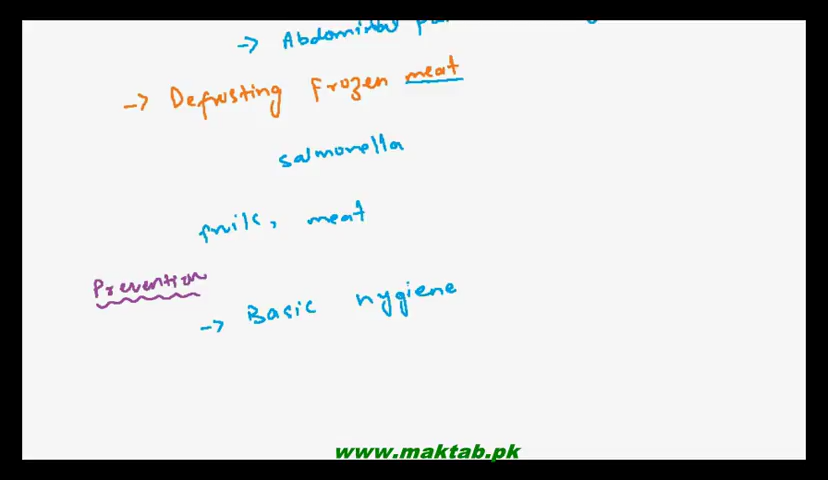 -> Abdominal
-> Defrosting Frozen meat
salmonella
milk, meat
Prevention
-> Basic hygiene
www.maktab.pk